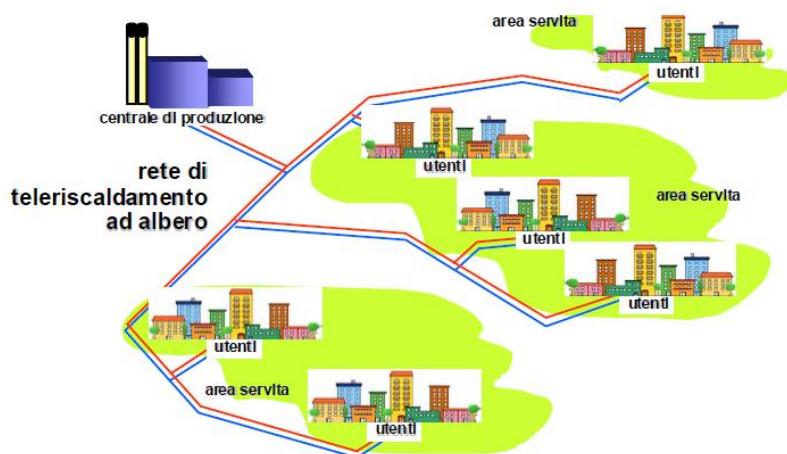 area servita
utenti
centrale di produzione
rete di
teleriscaldamento
ad albero
utenti
area servita
utenti
utenti
utenti
area servita
utenti